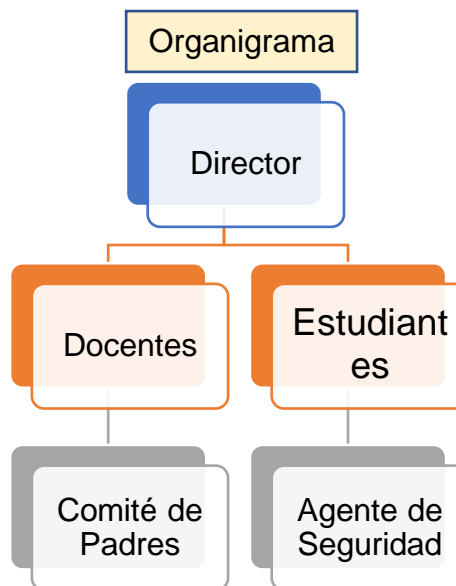 Organigrama
Director
Docentes
Estudiant
es
Comité de
Padres
Agente de
Seguridad